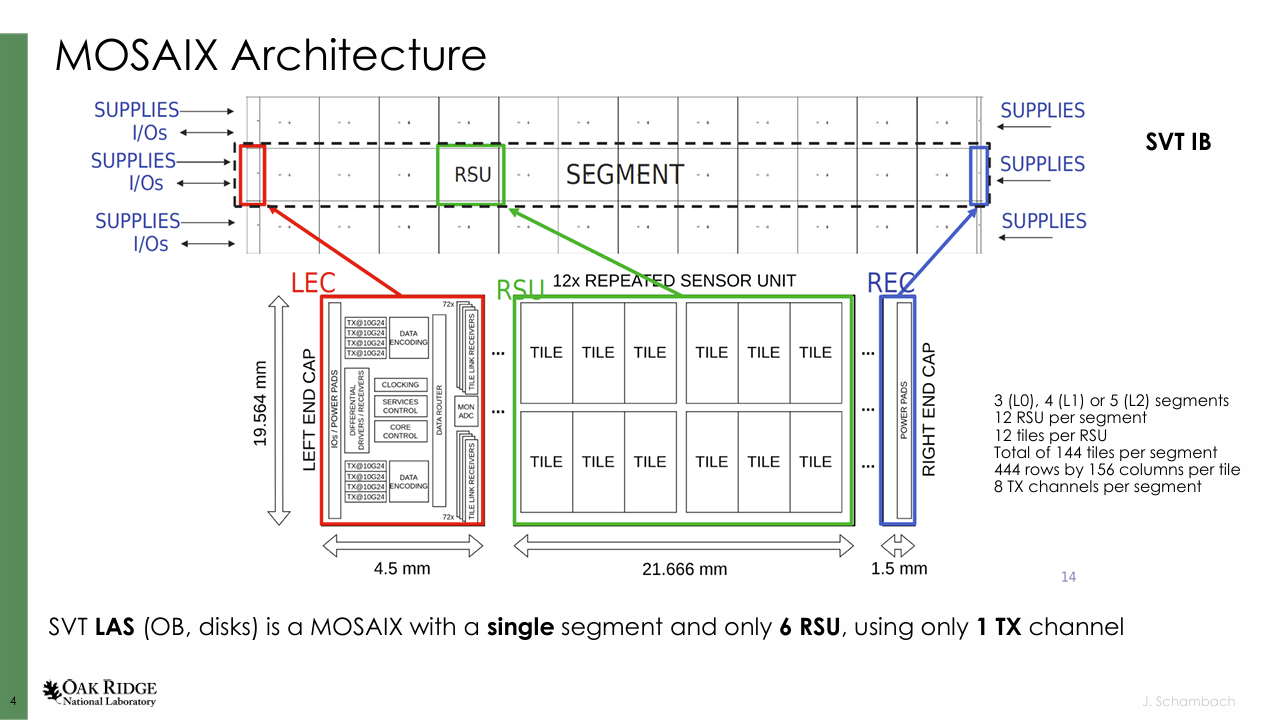 MOSAIX Architecture
SUPPLIES
I/Os
SUPPLIES
I/Os
SUPPLIES
I/Os
RSU
SEGMENT
SUPPLIES
SUPPLIES
SUPPLIES
SVT IB
LEC
RSU
12x REPEATED SENSOR UNIT
REC
19.564 mm
LEFT END CAP
IOs / POWER PADS
TX@10G24
TX@10G24
TX@10G24
TX@10G24
DATA
ENCODING
72x
TILE LINK RECEIVERS
DIFFERENTIAL
DRIVERS / RECEIVERS
CLOCKING
SERVICES
CONTROL
CORE
CONTROL
DATA ROUTER
MON
ADC
TX@10G24
TX@10G24
TX@10G24
TX@10G24
DATA
ENCODING
72x
TILE LINK RECEIVERS
...
...
TILE TILE TILE TILE TILE TILE
TILE TILE TILE TILE TILE TILE
...
...
...
POWER PADS
RIGHT END CAP
4.5 mm
21.666 mm
1.5 mm
3 (L0), 4 (L1) or 5 (L2) segments
12 RSU per segment
12 tiles per RSU
Total of 144 tiles per segment
444 rows by 156 columns per tile
8 TX channels per segment
14
SVT LAS (OB, disks) is a MOSAIX with a single segment and only 6 RSU, using only 1 TX channel
4
OAK RIDGE
National Laboratory
J. Schambach